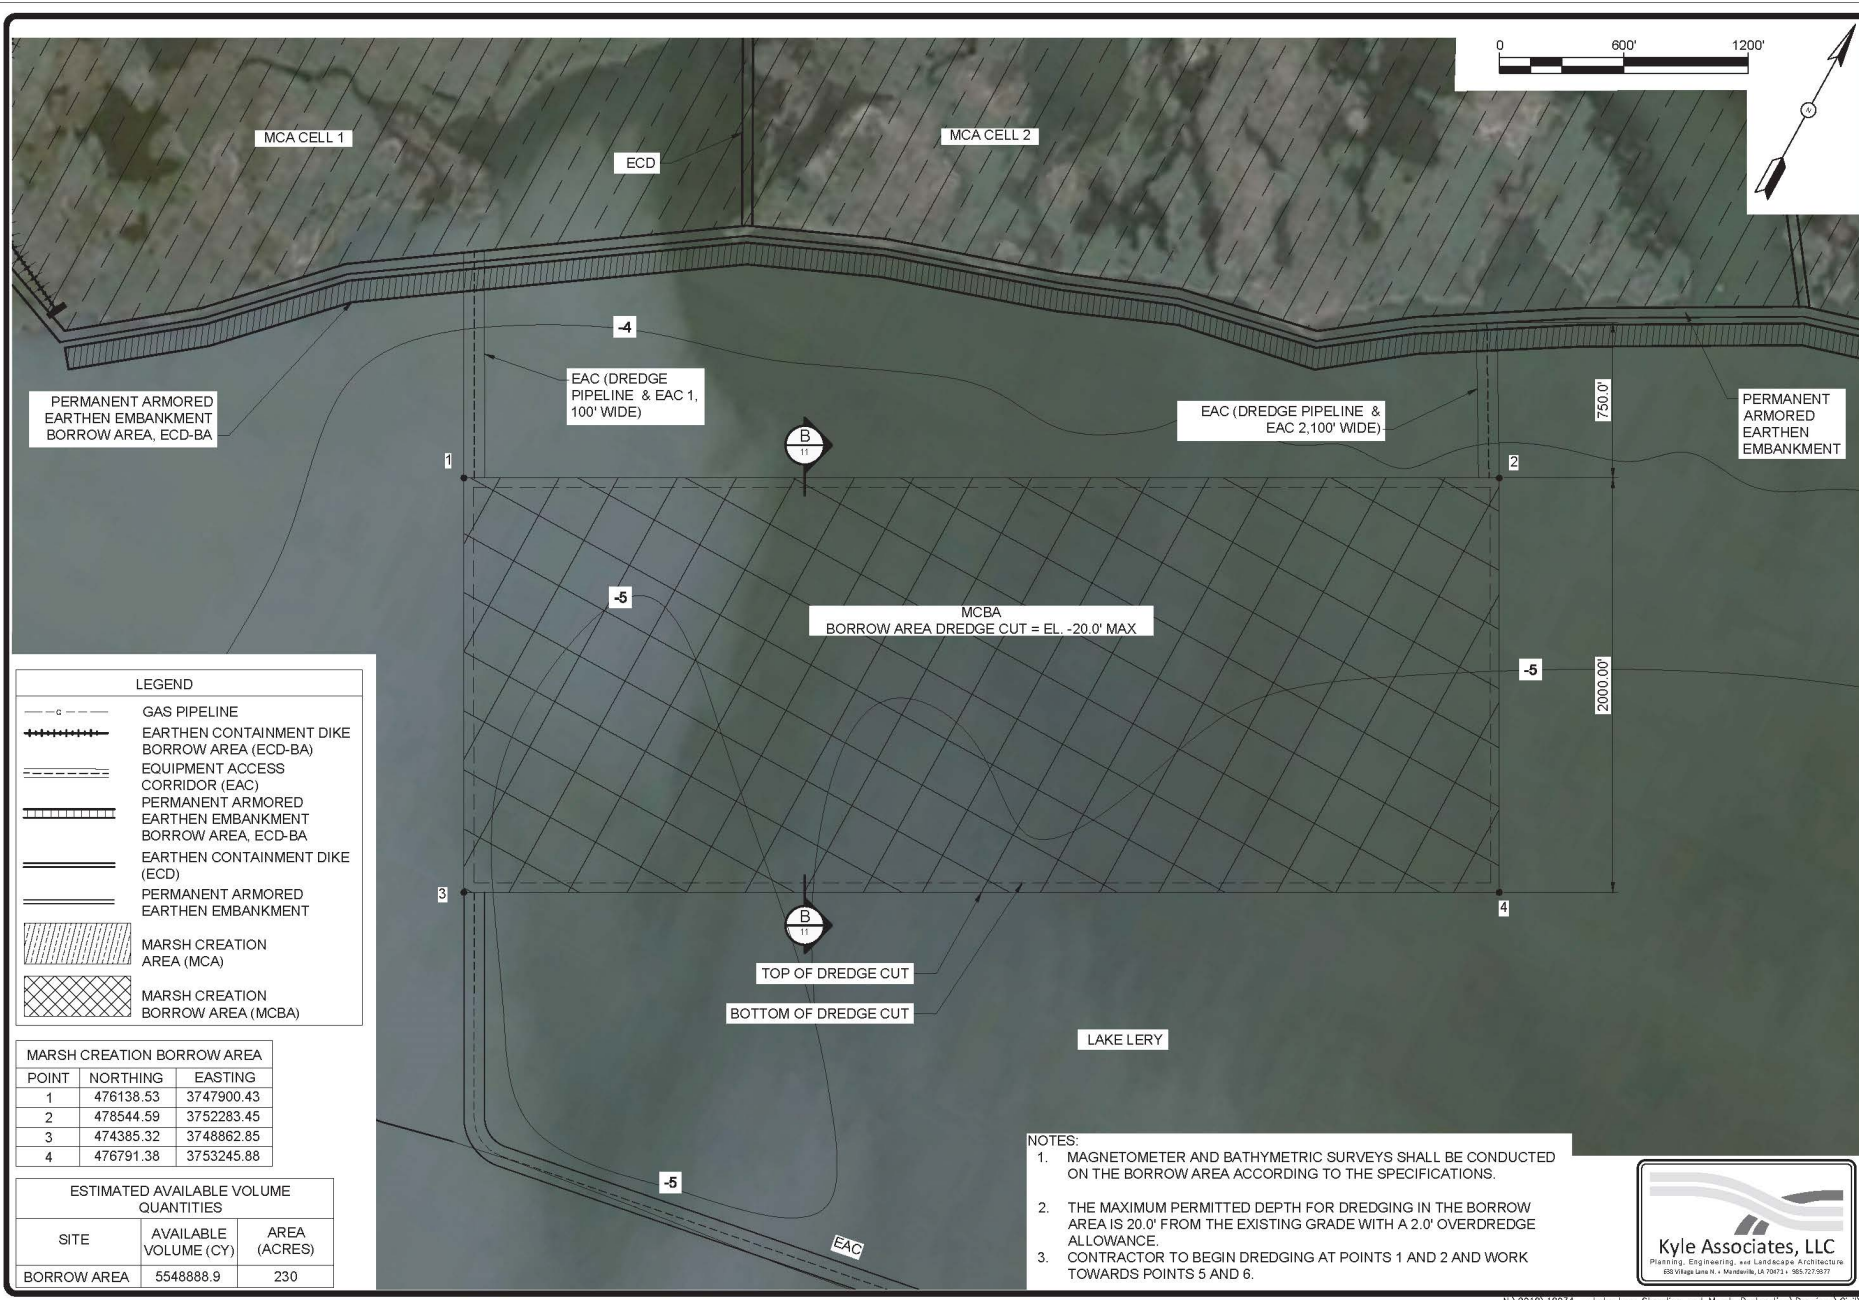 0 600' 1200'
N
MCA CELL 1
ECD
MCA CELL 2
-4
EAC (DREDGE
PIPELINE & EAC 1,
100' WIDE)
PERMANENT ARMORED
EARTHEN EMBANKMENT
BORROW AREA, ECD-BA
EAC (DREDGE PIPELINE &
EAC 2,100' WIDE)
750.0'
PERMANENT
ARMORED
EARTHEN
EMBANKMENT
B
11
1
2
-5
MCBA
BORROW AREA DREDGE CUT = EL. -20.0' MAX
-5
2000.00'
3
4
B
11
TOP OF DREDGE CUT
BOTTOM OF DREDGE CUT
LAKE LERY
-5
EAC
LEGEND
G
GAS PIPELINE
EARTHEN CONTAINMENT DIKE
BORROW AREA (ECD-BA)
EQUIPMENT ACCESS
CORRIDOR (EAC)
PERMANENT ARMORED
EARTHEN EMBANKMENT
BORROW AREA, ECD-BA
EARTHEN CONTAINMENT DIKE
(ECD)
PERMANENT ARMORED
EARTHEN EMBANKMENT
MARSH CREATION
AREA (MCA)
MARSH CREATION
BORROW AREA (MCBA)
MARSH CREATION BORROW AREA
POINT NORTHING EASTING
1 476138.53 3747900.43
2 478544.59 3752283.45
3 474385.32 3748862.85
4 476791.38 3753245.88
ESTIMATED AVAILABLE VOLUME
QUANTITIES
SITE AVAILABLE VOLUME (CY) AREA (ACRES)
BORROW AREA 5548888.9 230
NOTES:
1. MAGNETOMETER AND BATHYMETRIC SURVEYS SHALL BE CONDUCTED
ON THE BORROW AREA ACCORDING TO THE SPECIFICATIONS.
2. THE MAXIMUM PERMITTED DEPTH FOR DREDGING IN THE BORROW
AREA IS 20.0' FROM THE EXISTING GRADE WITH A 2.0' OVERDREDGE
ALLOWANCE.
3. CONTRACTOR TO BEGIN DREDGING AT POINTS 1 AND 2 AND WORK
TOWARDS POINTS 5 AND 6.
Kyle Associates, LLC
Planning, Engineering, and Landscape Architecture
638 Village Lane N. • Mandeville, LA 70471 • 985.727.9377